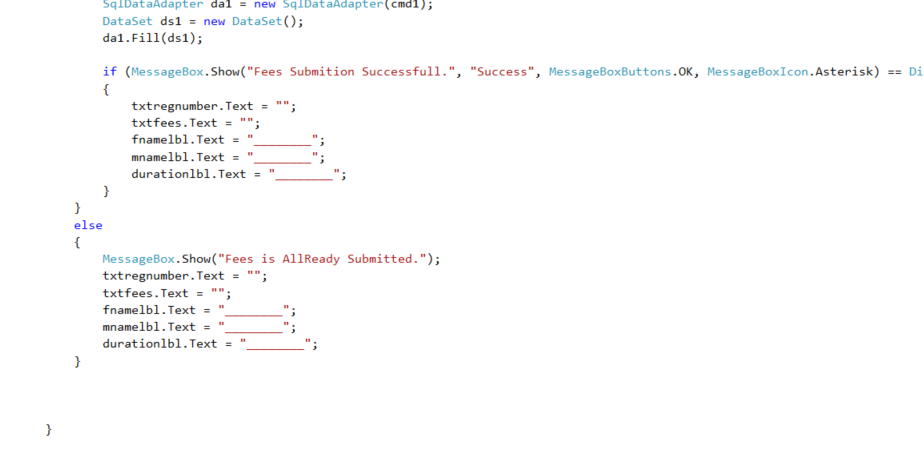 SqlDataAdapter da1 = new SqlDataAdapter(cmd1);
DataSet ds1 = new DataSet();
da1.Fill(ds1);
if (MessageBox.Show("Fees Submition Successfull.", "Success", MessageBoxButtons.OK, MessageBoxIcon.Asterisk) == Di
{
txtregnumber.Text = "";
txtfees.Text = "";
fnamelbl.Text = "________";
mnamelbl.Text = "________";
durationlbl.Text = "________";
}
}
else
{
MessageBox.Show("Fees is AllReady Submitted.");
txtregnumber.Text = "";
txtfees.Text = "";
fnamelbl.Text = "________";
mnamelbl.Text = "________";
durationlbl.Text = "________";
}
}